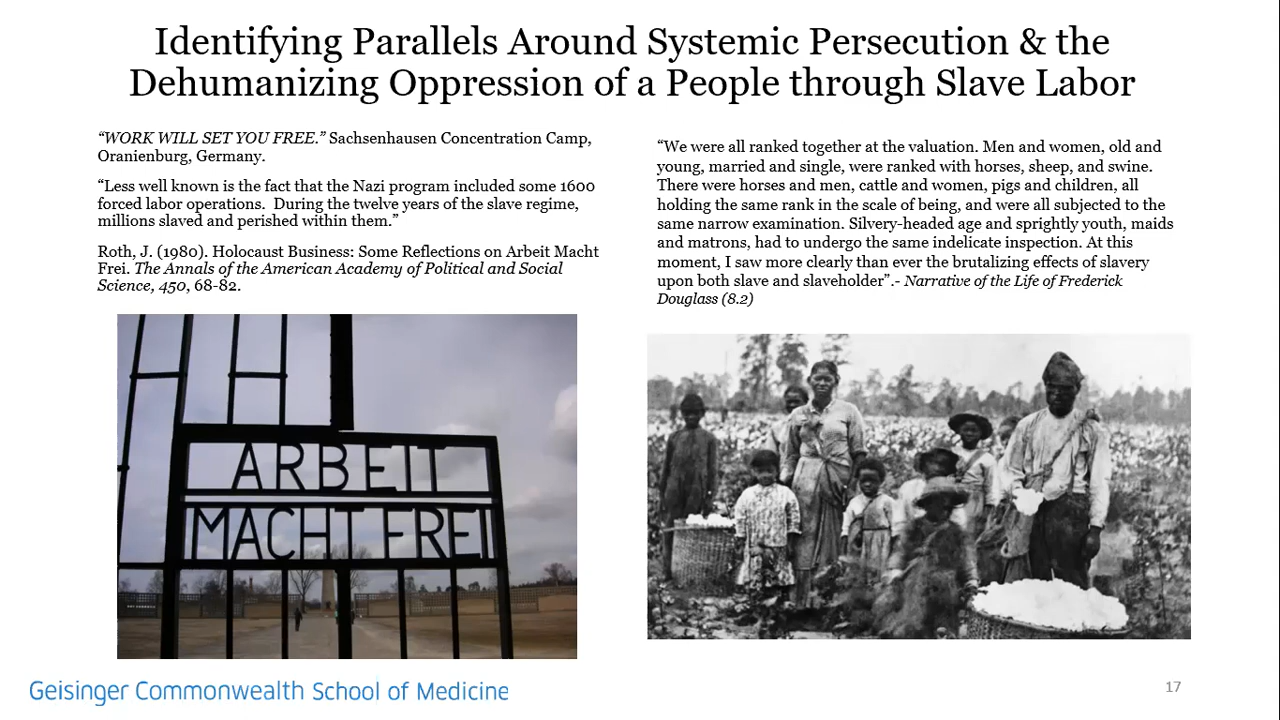 Identifying Parallels Around Systemic Persecution & the
Dehumanizing Oppression of a People through Slave Labor
“WORK WILL SET YOU FREE.” Sachsenhausen Concentration Camp,
Oranienburg, Germany.
“Less well known is the fact that the Nazi program included some 1600
forced labor operations.  During the twelve years of the slave regime,
millions slaved and perished within them.”
Roth, J. (1980). Holocaust Business: Some Reflections on Arbeit Macht
Frei. The Annals of the American Academy of Political and Social
Science, 450, 68-82.
ARBEIT
MACHT FREI
“We were all ranked together at the valuation. Men and women, old and
young, married and single, were ranked with horses, sheep, and swine.
There were horses and men, cattle and women, pigs and children, all
holding the same rank in the scale of being, and were all subjected to the
same narrow examination. Silvery-headed age and sprightly youth, maids
and matrons, had to undergo the same indelicate inspection. At this
moment, I saw more clearly than ever the brutalizing effects of slavery
upon both slave and slaveholder”.- Narrative of the Life of Frederick
Douglass (8.2)
Geisinger Commonwealth School of Medicine
17